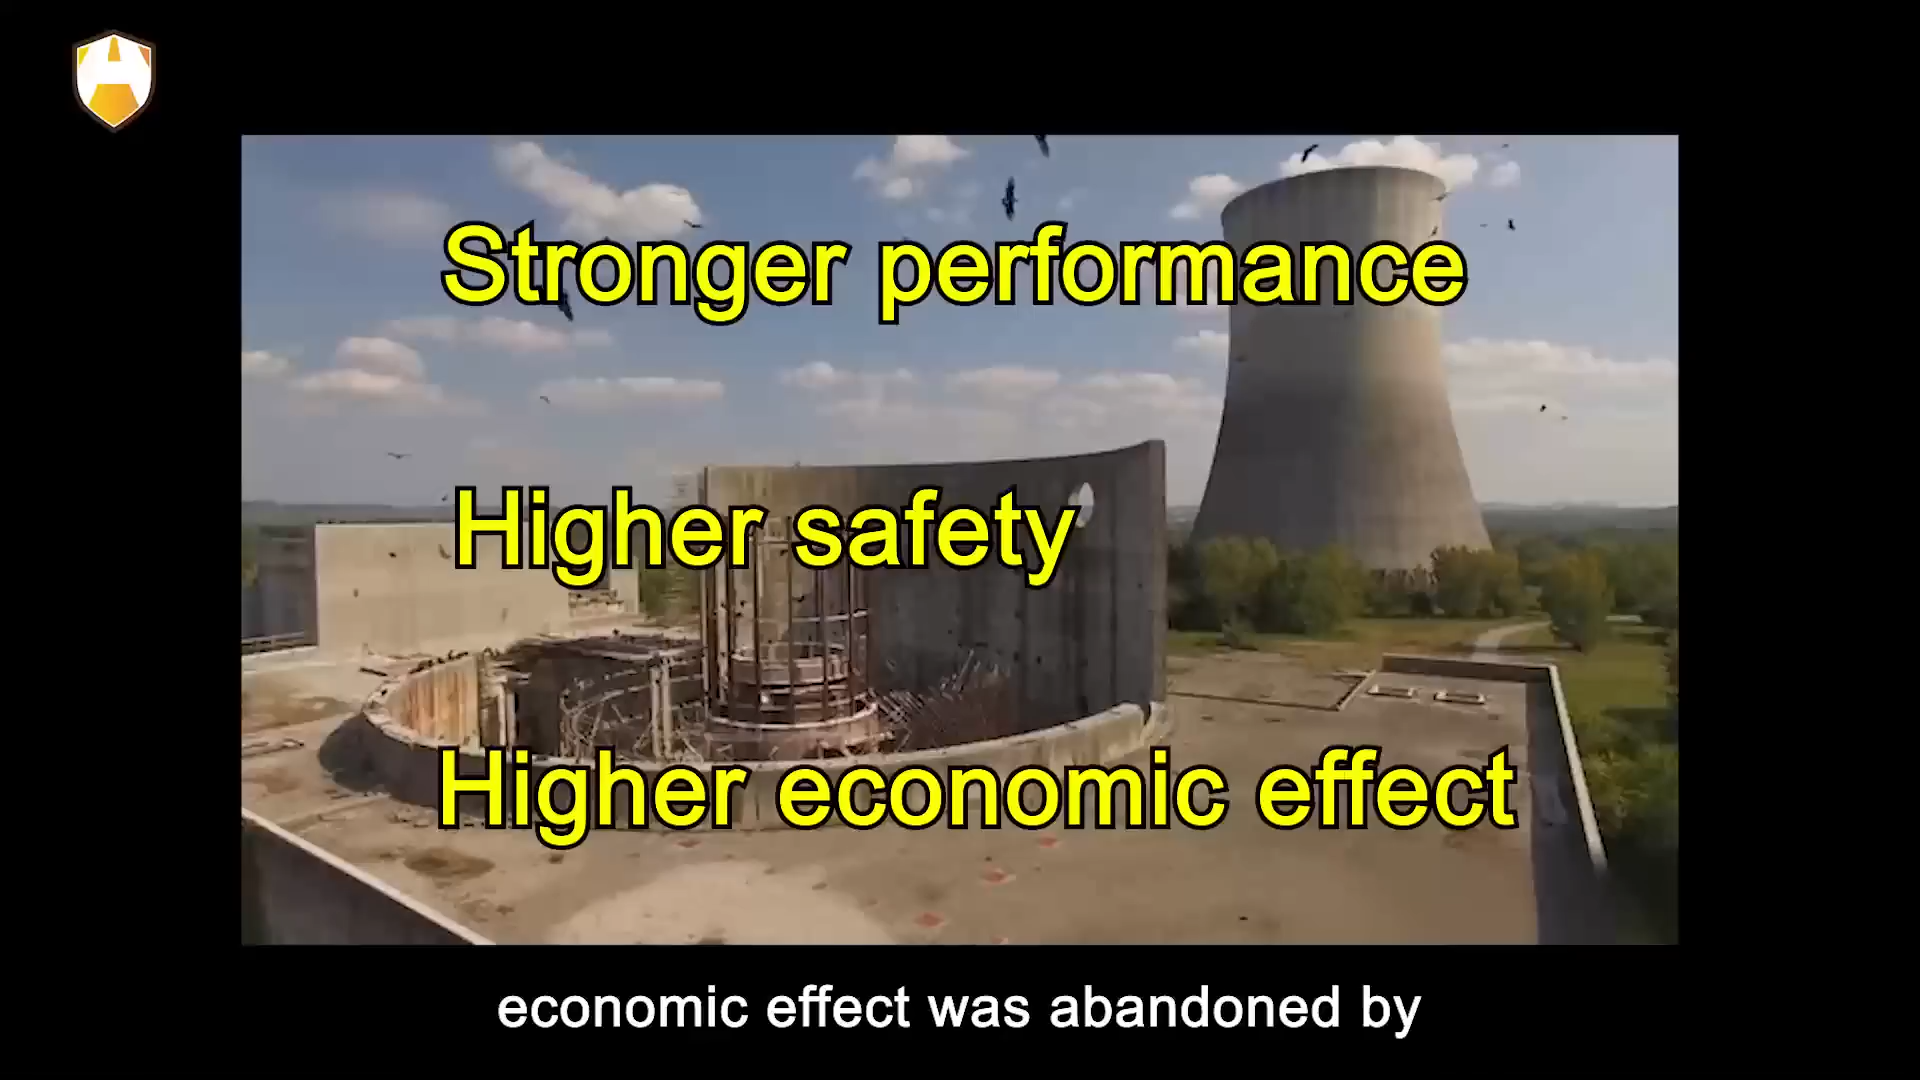 Stronger performance
Higher safety
Higher economic effect
economic effect was abandoned by